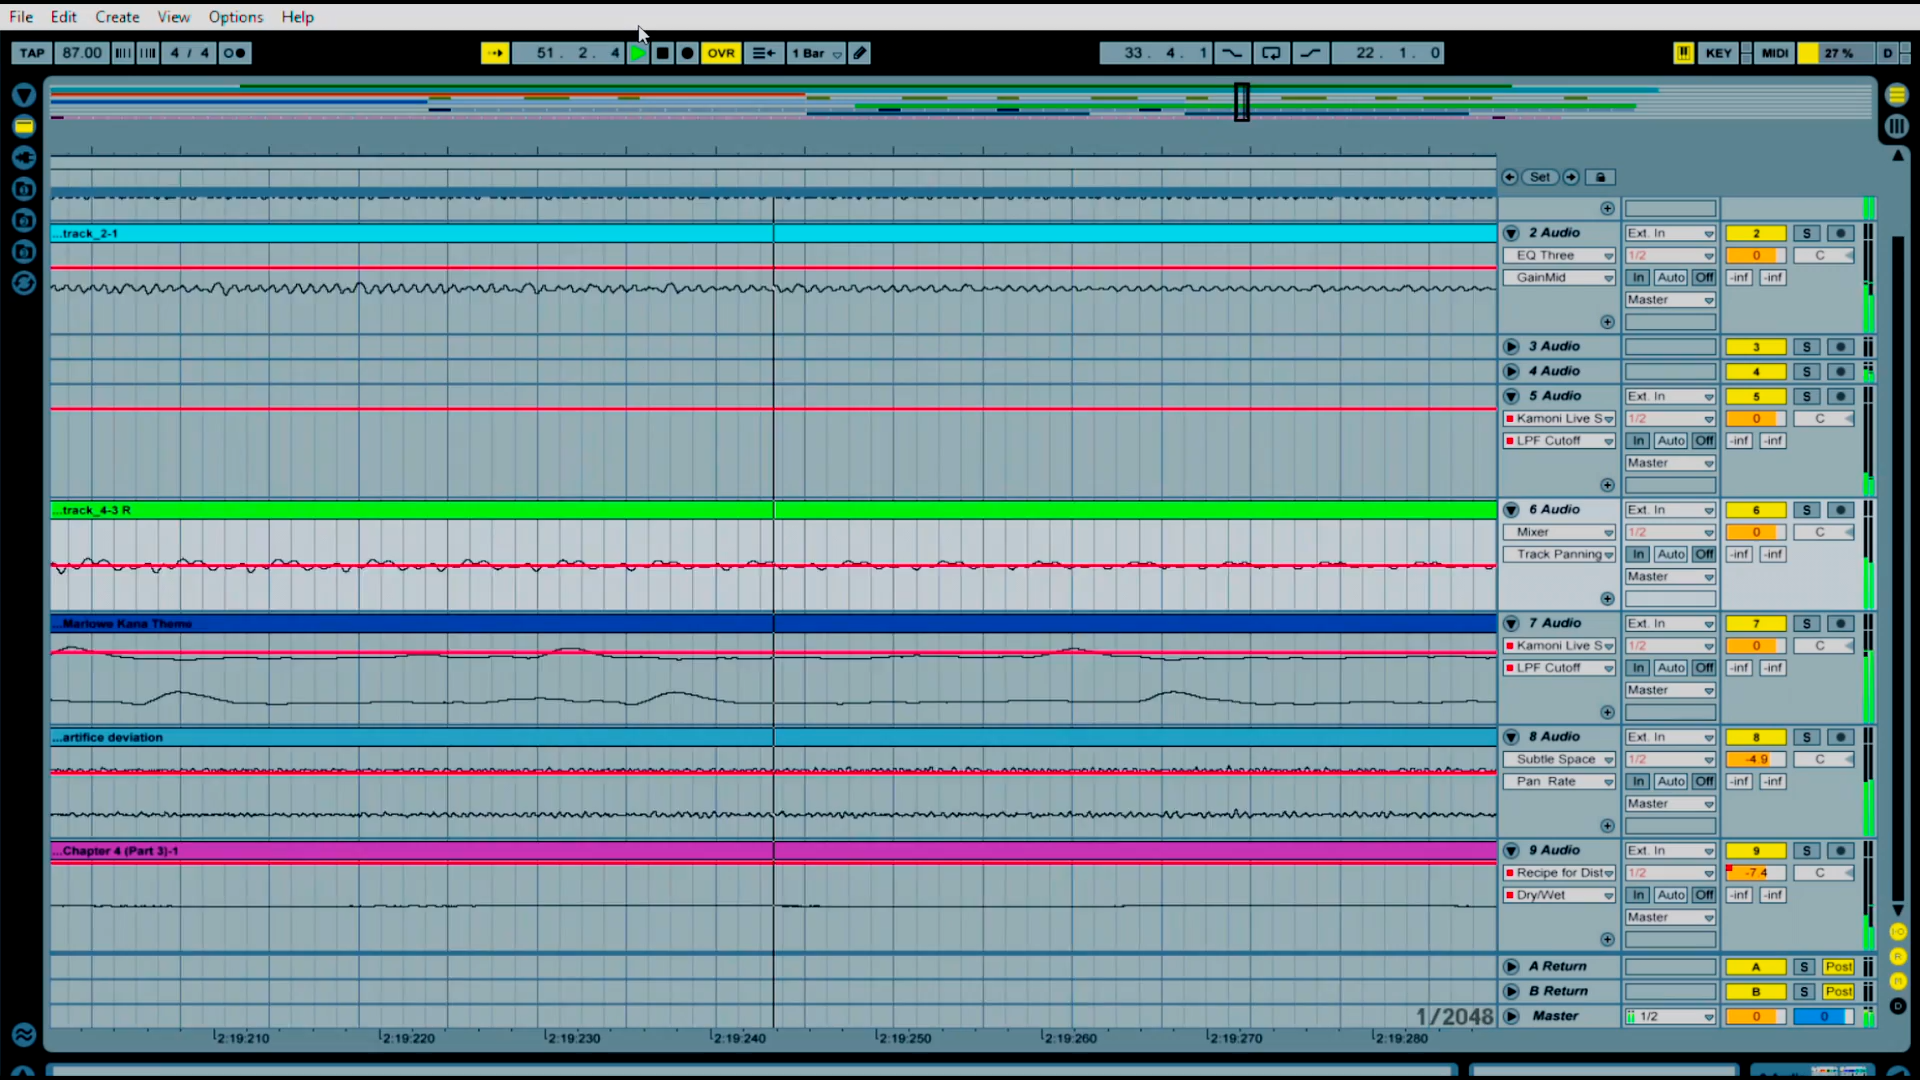 File Edit Create View Options Help
TAP 87.00 4 / 4 51 . 2 . 4 OVR 1 Bar 33 . 4 . 1 22 . 1 . 0 KEY MIDI 27 % D
Set
...track_2-1 2 Audio Ext. In 2 S
EQ Three 1/2 0 C
GainMid In Auto Off -inf -inf
Master
3 Audio 3 S
4 Audio 4 S
5 Audio Ext. In 5 S
Kamoni Live S 1/2 0 C
LPF Cutoff In Auto Off -inf -inf
Master
...track_4-3 R 6 Audio Ext. In 6 S
Mixer 1/2 0 C
Track Panning In Auto Off -inf -inf
Master
...Marlowe Kana Theme 7 Audio Ext. In 7 S
Kamoni Live S 1/2 0 C
LPF Cutoff In Auto Off -inf -inf
Master
...artifice deviation 8 Audio Ext. In 8 S
Subtle Space 1/2 -4.9 C
Pan Rate In Auto Off -inf -inf
Master
...Chapter 4 (Part 3)-1 9 Audio Ext. In 9 S
Recipe for Dist 1/2 -7.4 C
Dry/Wet In Auto Off -inf -inf
Master
I-O
R
M
D
A Return A S Post
B Return B S Post
1/2048 Master 1/2 0 0
2:19:210 2:19:220 2:19:230 2:19:240 2:19:250 2:19:260 2:19:270 2:19:280